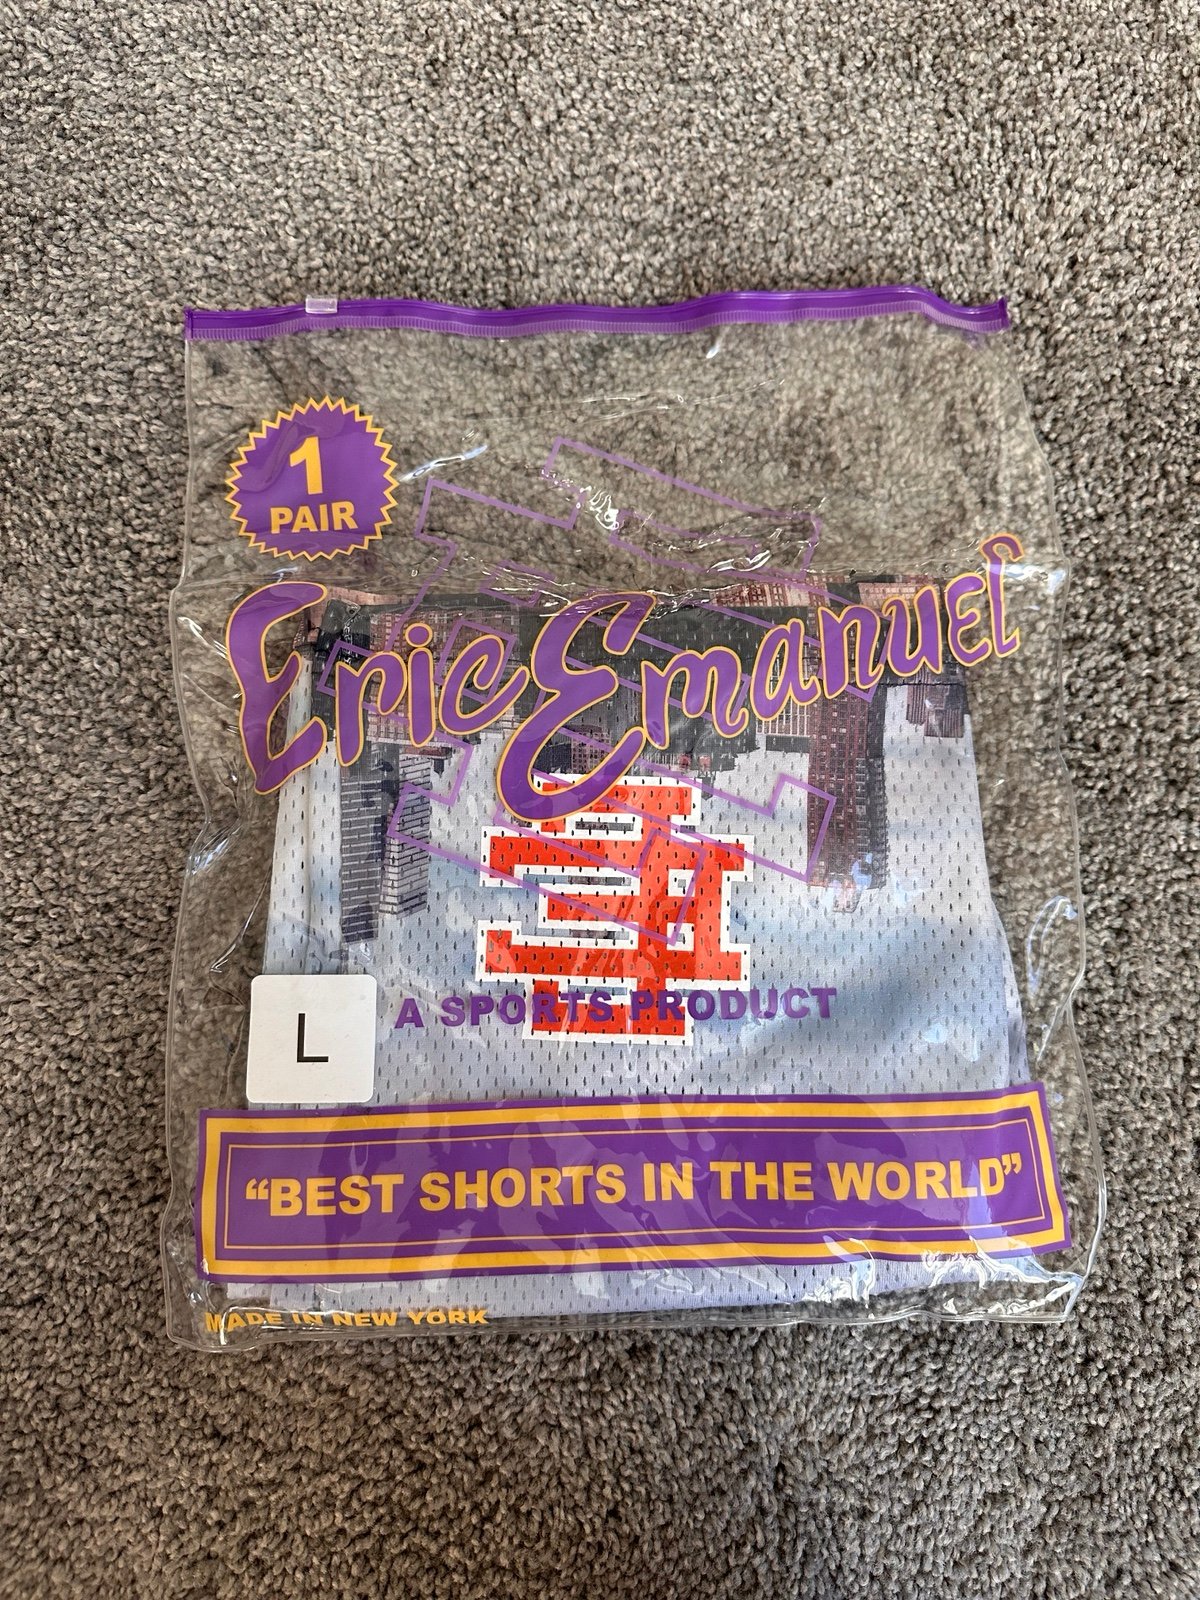 1
PAIR
Eric Emanuel
A SPORTS PRODUCT
L
“BEST SHORTS IN THE WORLD”
MADE IN NEW YORK